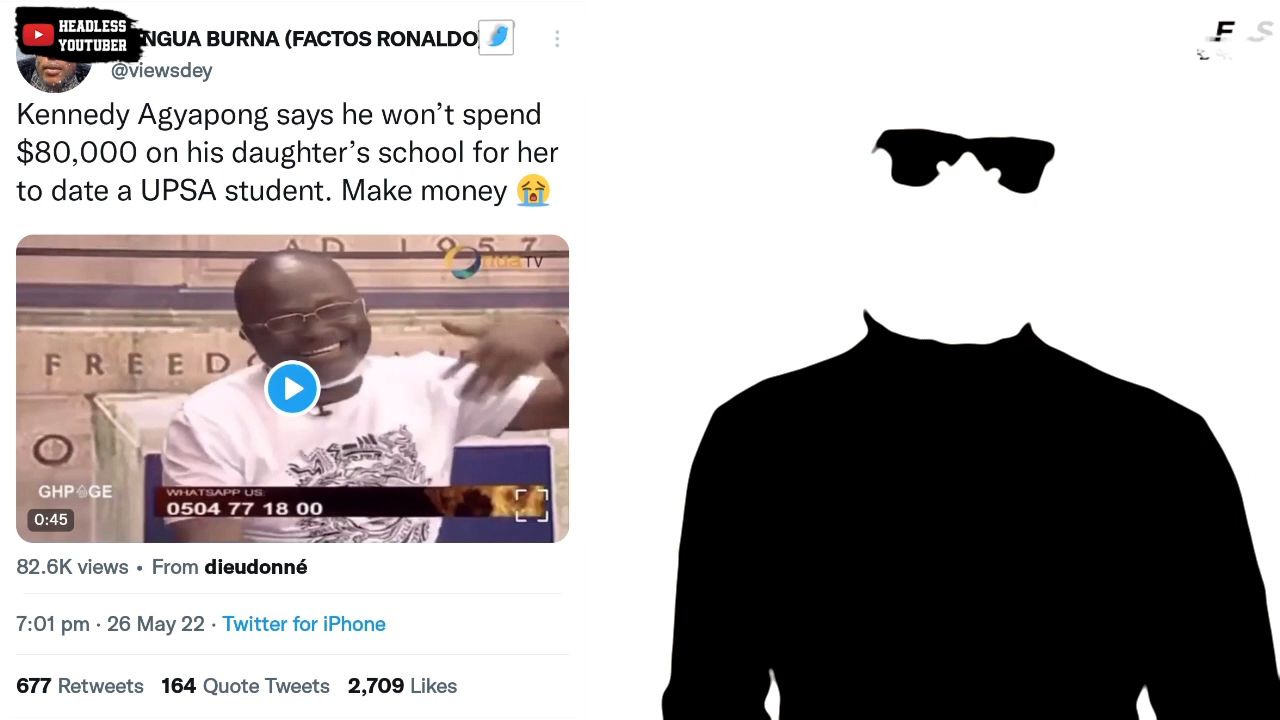 HEADLESS
YOUTUBER
NGUA BURNA (FACTOS RONALDO
@viewsdey
Kennedy Agyapong says he won’t spend
$80,000 on his daughter’s school for her
to date a UPSA student. Make money 😭
AD 1957
TV
FREED
GHPAGE
WHATSAPP US:
0504 77 18 00
0:45
82.6K views • From dieudonné
7:01 pm · 26 May 22 · Twitter for iPhone
677 Retweets 164 Quote Tweets 2,709 Likes